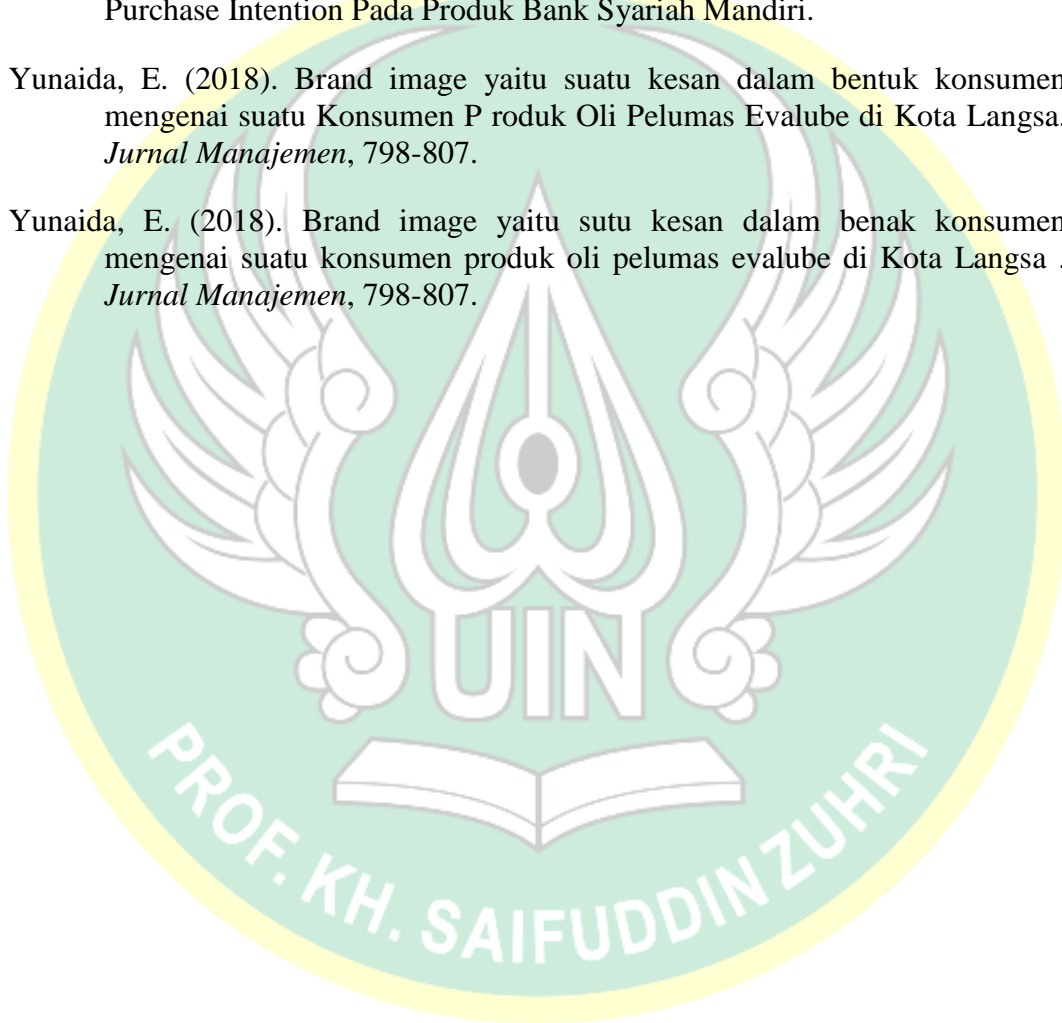 Purchase Intention Pada Produk Bank Syariah Mandiri.
Yunaida, E. (2018). Brand image yaitu suatu kesan dalam bentuk konsumen
mengenai suatu Konsumen P roduk Oli Pelumas Evalube di Kota Langsa.
Jurnal Manajemen, 798-807.
Yunaida, E. (2018). Brand image yaitu sutu kesan dalam benak konsumen
mengenai suatu konsumen produk oli pelumas evalube di Kota Langsa .
Jurnal Manajemen, 798-807.
UIN
PROF. KH. SAIFUDDIN ZUHRI